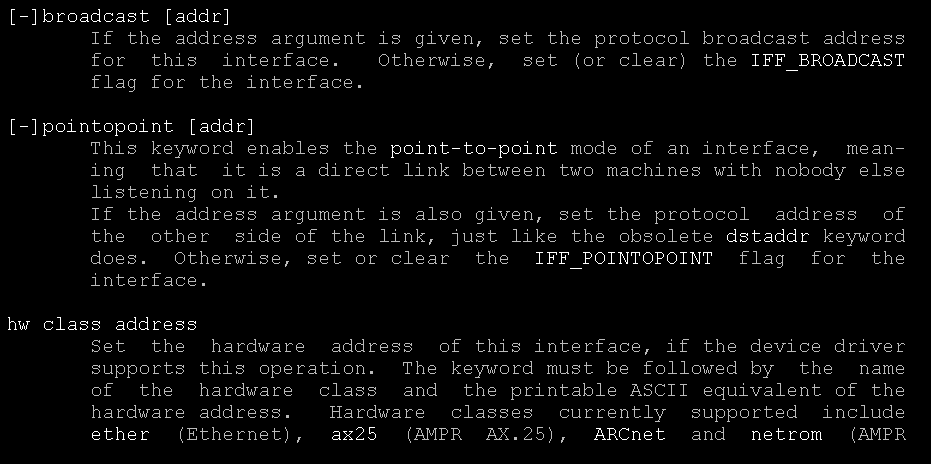 [-]broadcast [addr]
If the address argument is given, set the protocol broadcast address
for this interface. Otherwise, set (or clear) the IFF_BROADCAST
flag for the interface.
[-]pointopoint [addr]
This keyword enables the point-to-point mode of an interface, mean-
ing that it is a direct link between two machines with nobody else
listening on it.
If the address argument is also given, set the protocol address of
the other side of the link, just like the obsolete dstaddr keyword
does. Otherwise, set or clear the IFF_POINTOPOINT flag for the
interface.
hw class address
Set the hardware address of this interface, if the device driver
supports this operation. The keyword must be followed by the name
of the hardware class and the printable ASCII equivalent of the
hardware address. Hardware classes currently supported include
ether (Ethernet), ax25 (AMPR AX.25), ARCnet and netrom (AMPR